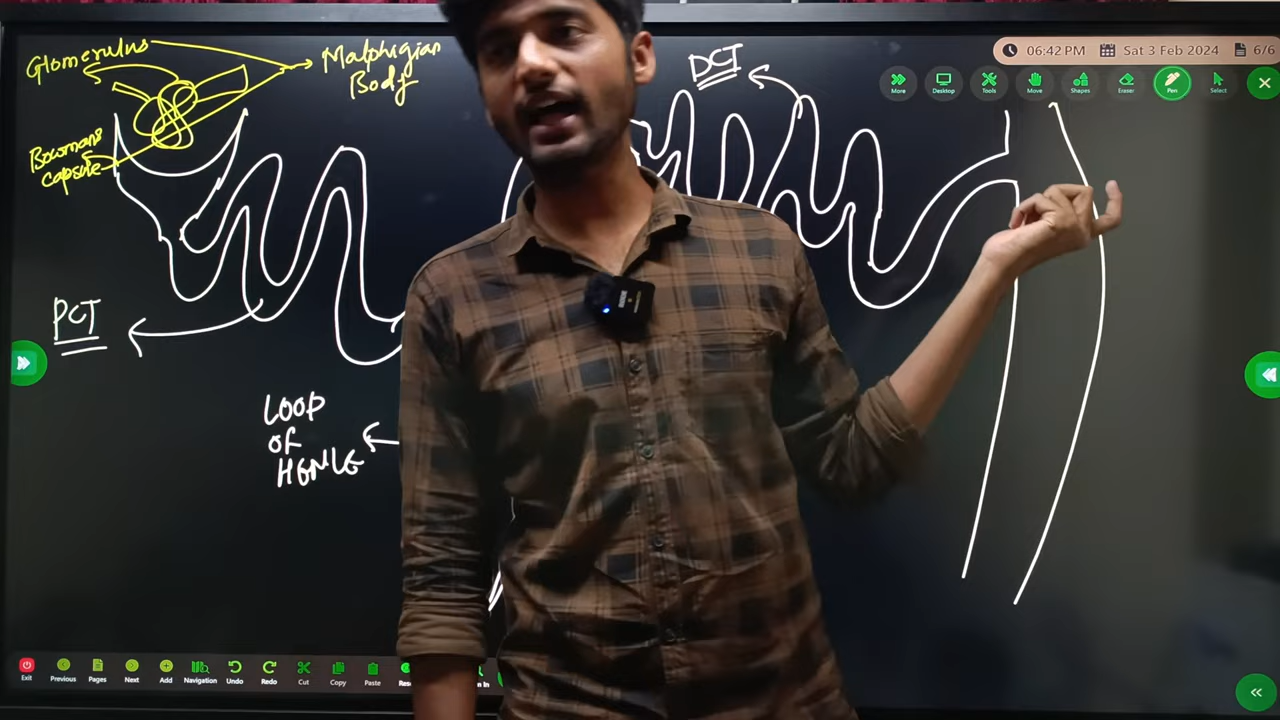 Glomerulus
Malphigian
Body
Bowmans
capsule
PCT
LOOP
OF
HENLE
DCT
06:42 PM
Sat 3 Feb 2024
6/6
More
Desktop
Tools
Move
Shapes
Eraser
Pen
Select
Exit
Previous
Pages
Next
Add
Navigation
Undo
Redo
Cut
Copy
Paste